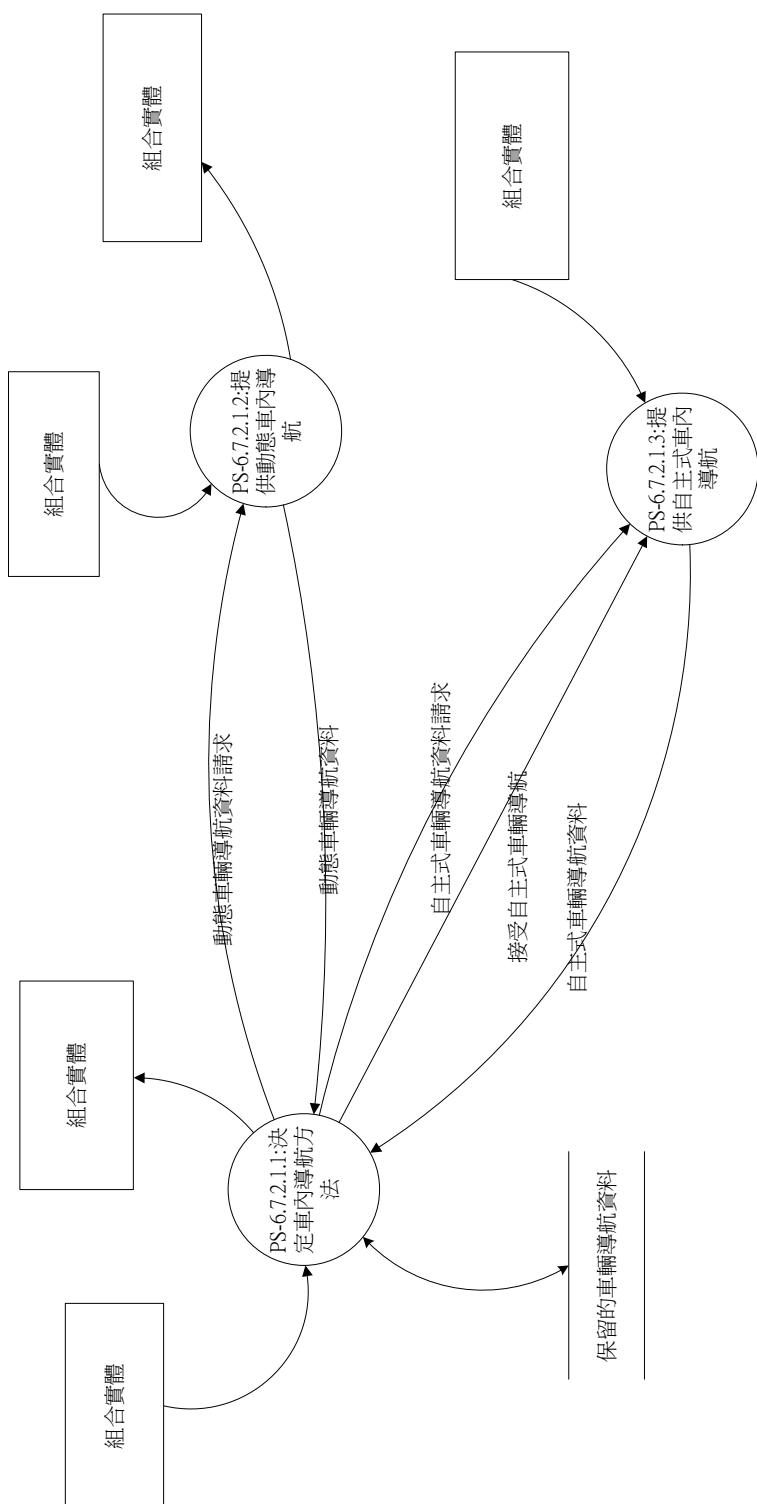 組合實體
組合實體
組合實體
組合實體
組合實體
PS-6.7.2.1.1:決
定車內導航方
法
PS-6.7.2.1.2:提
供動態車內導
航
PS-6.7.2.1.3:提
供自主式車內
導航
動態車輛導航資料請求
動態車輛導航資料
自主式車輛導航資料請求
接受自主式車輛導航
自主式車輛導航資料
保留的車輛導航資料